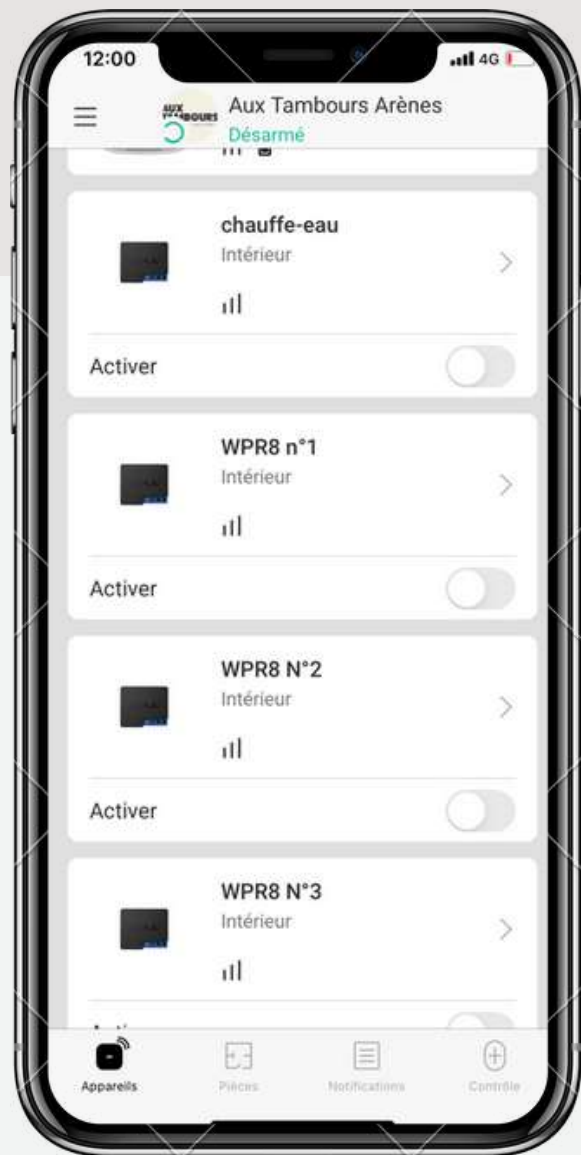 12:00
4G
AUX
TAMBOURS
Aux Tambours Arènes
Désarmé
chauffe-eau
Intérieur
Activer
WPR8 n°1
Intérieur
Activer
WPR8 N°2
Intérieur
Activer
WPR8 N°3
Intérieur
Appareils
Pièces
Notifications
Contrôle